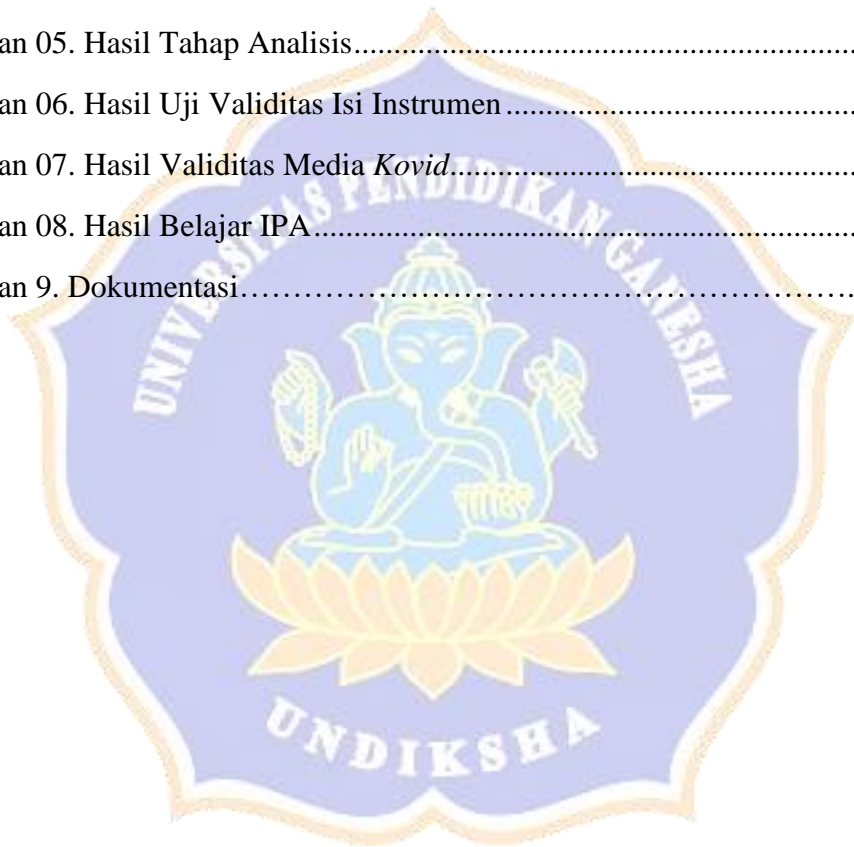 an 05. Hasil Tahap Analisis..............................................................................
an 06. Hasil Uji Validitas Isi Instrumen.......................................................
an 07. Hasil Validitas Media Kovid................................................................
an 08. Hasil Belajar IPA.....................................................................................
an 9. Dokumentasi……………………………………………………….
UNIVERSITAS PENDIDIKAN GANESHA
UNDIKSHA